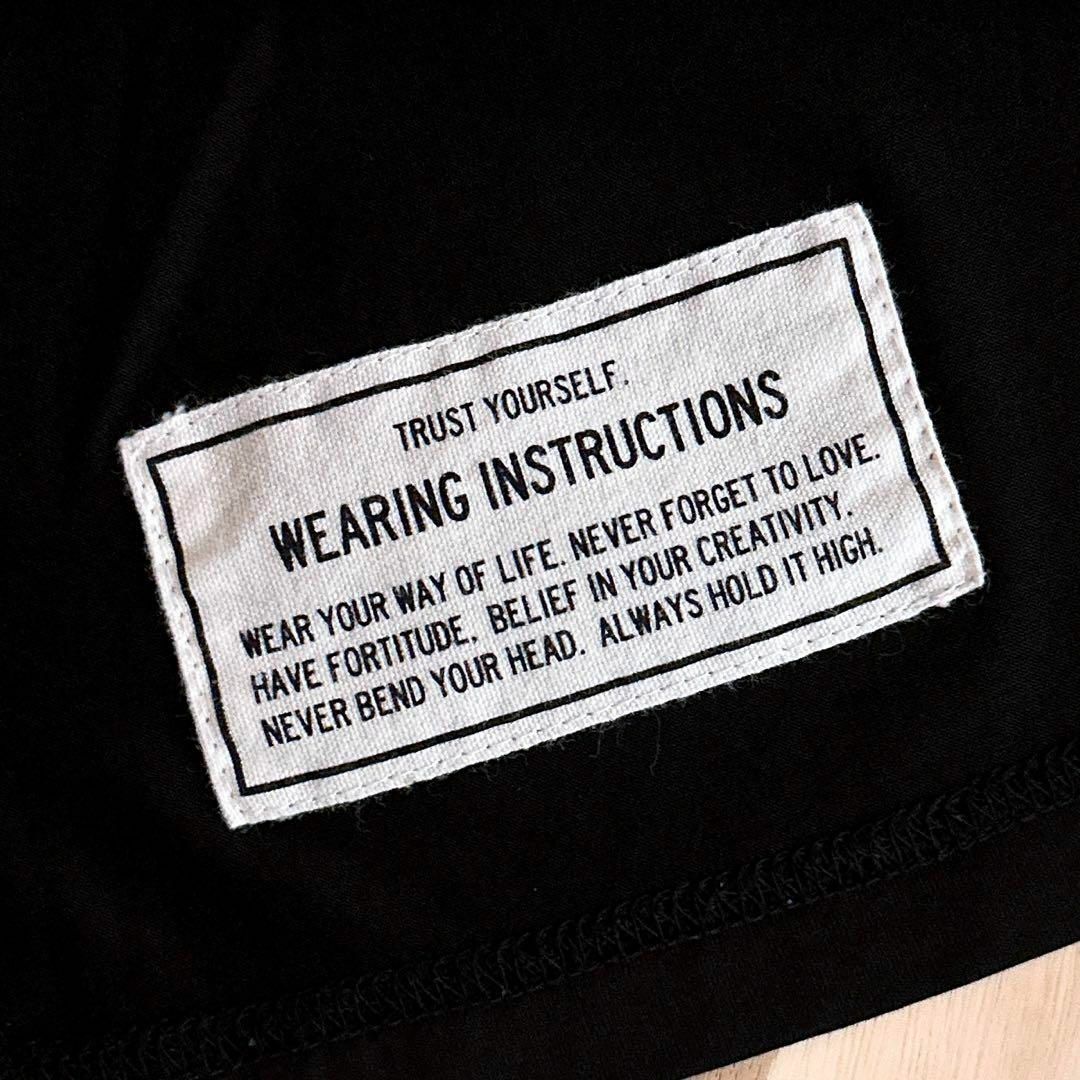 TRUST YOURSELF.
WEARING INSTRUCTIONS
WEAR YOUR WAY OF LIFE. NEVER FORGET TO LOVE.
HAVE FORTITUDE. BELIEF IN YOUR CREATIVITY.
NEVER BEND YOUR HEAD. ALWAYS HOLD IT HIGH.